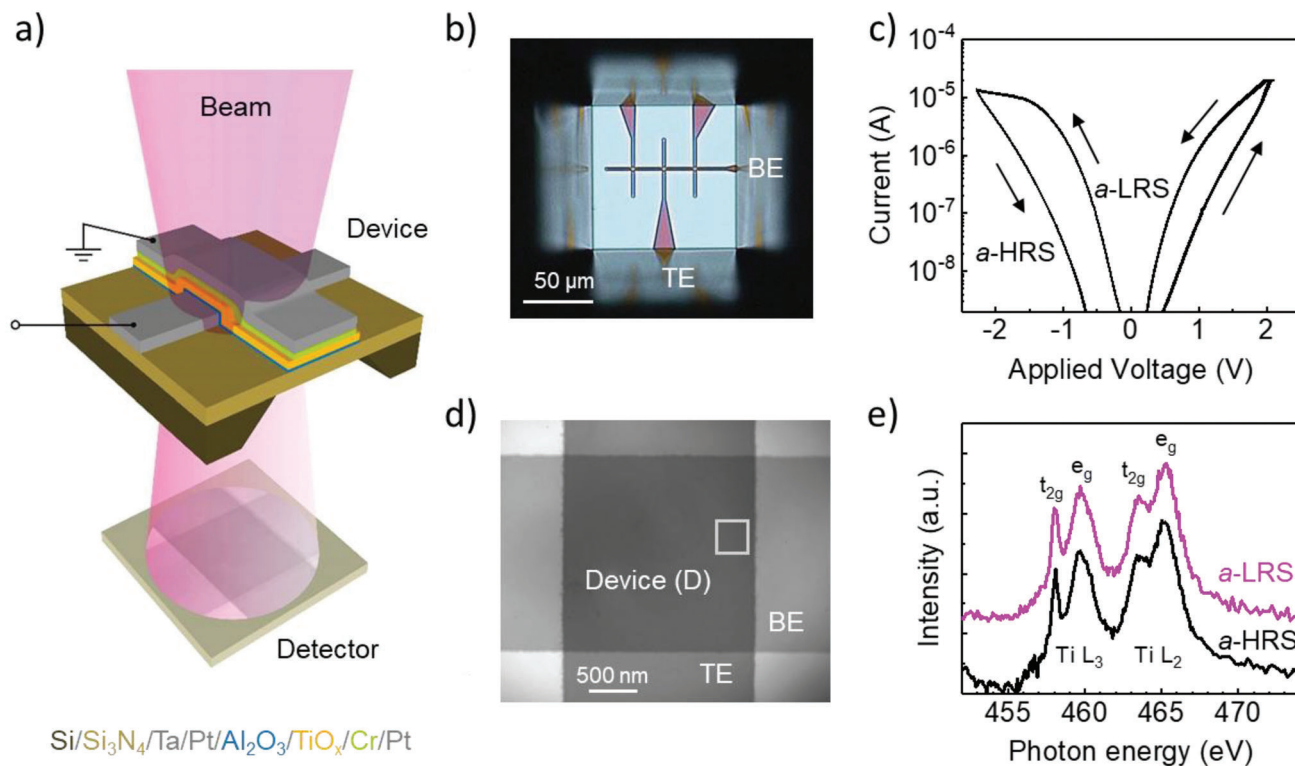 a)
Beam
Device
Detector
Si/Si₃N₄/Ta/Pt/Al₂O₃/TiOₓ/Cr/Pt
b)
BE
TE
50 µm
c)
Current (A)
10⁻⁴
10⁻⁵
10⁻⁶
10⁻⁷
10⁻⁸
a-LRS
a-HRS
-2 -1 0 1 2
Applied Voltage (V)
d)
Device (D)
BE
TE
500 nm
e)
Intensity (a.u.)
t₂g e_g t₂g e_g
a-LRS
a-HRS
Ti L₃ Ti L₂
455 460 465 470
Photon energy (eV)